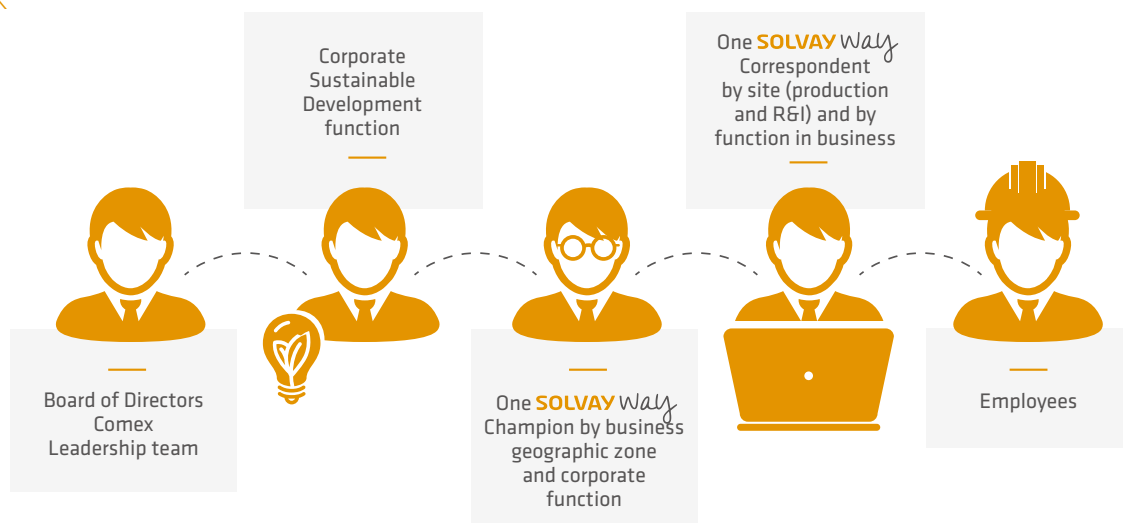 Board of Directors
Comex
Leadership team
Corporate
Sustainable
Development
function
One SOLVAY Way
Champion by business
geographic zone
and corporate
function
One SOLVAY Way
Correspondent
by site (production
and R&I) and by
function in business
Employees